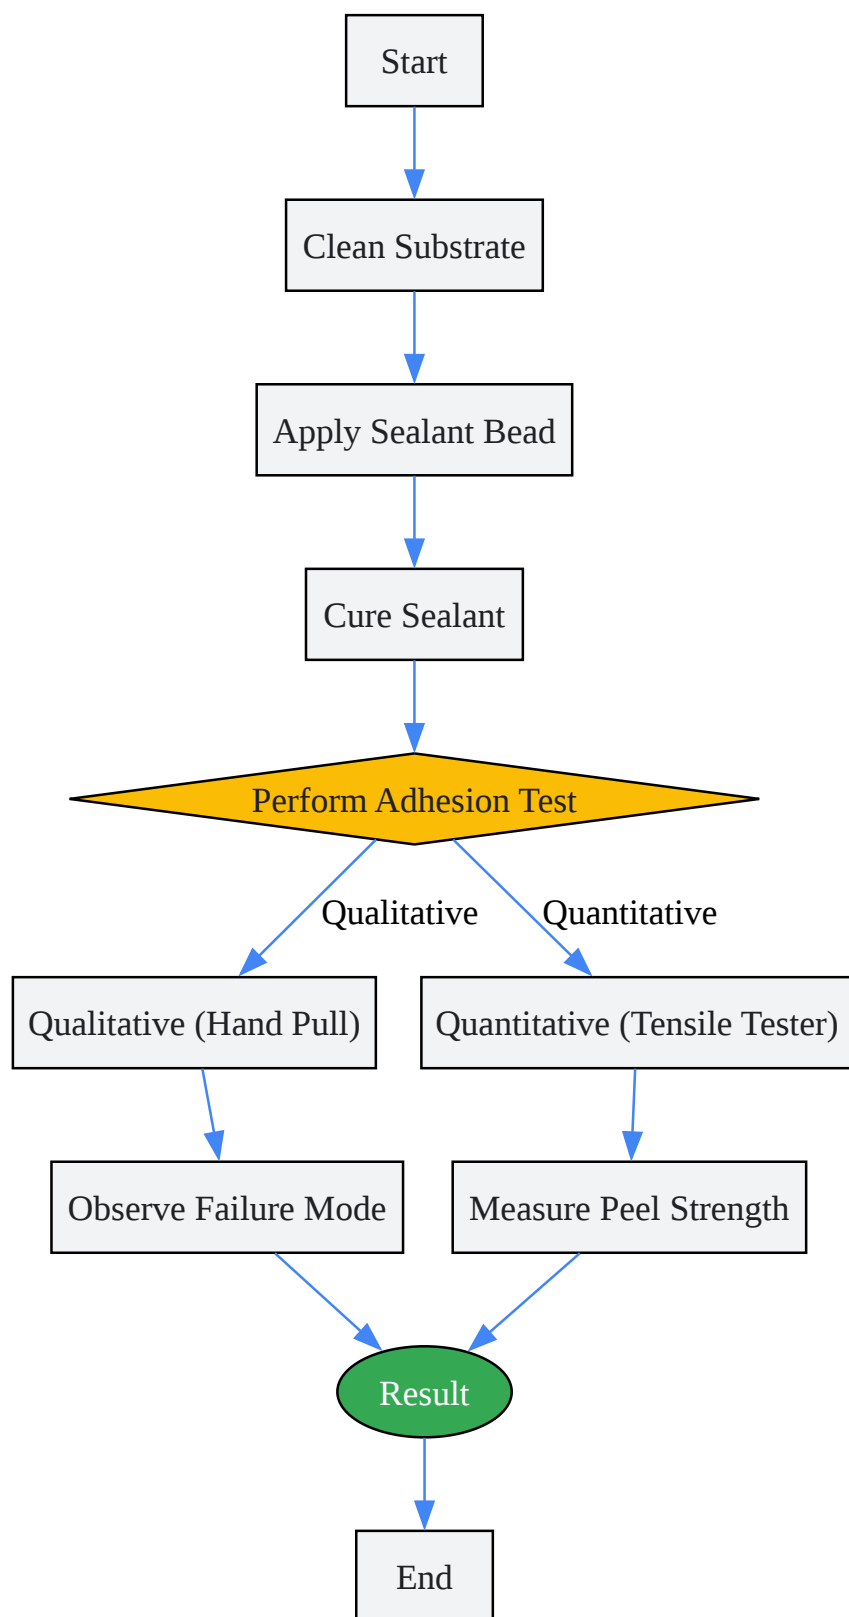 Start
Clean Substrate
Apply Sealant Bead
Cure Sealant
Perform Adhesion Test
Qualitative
Quantitative
Qualitative (Hand Pull)
Quantitative (Tensile Tester)
Observe Failure Mode
Measure Peel Strength
Result
End